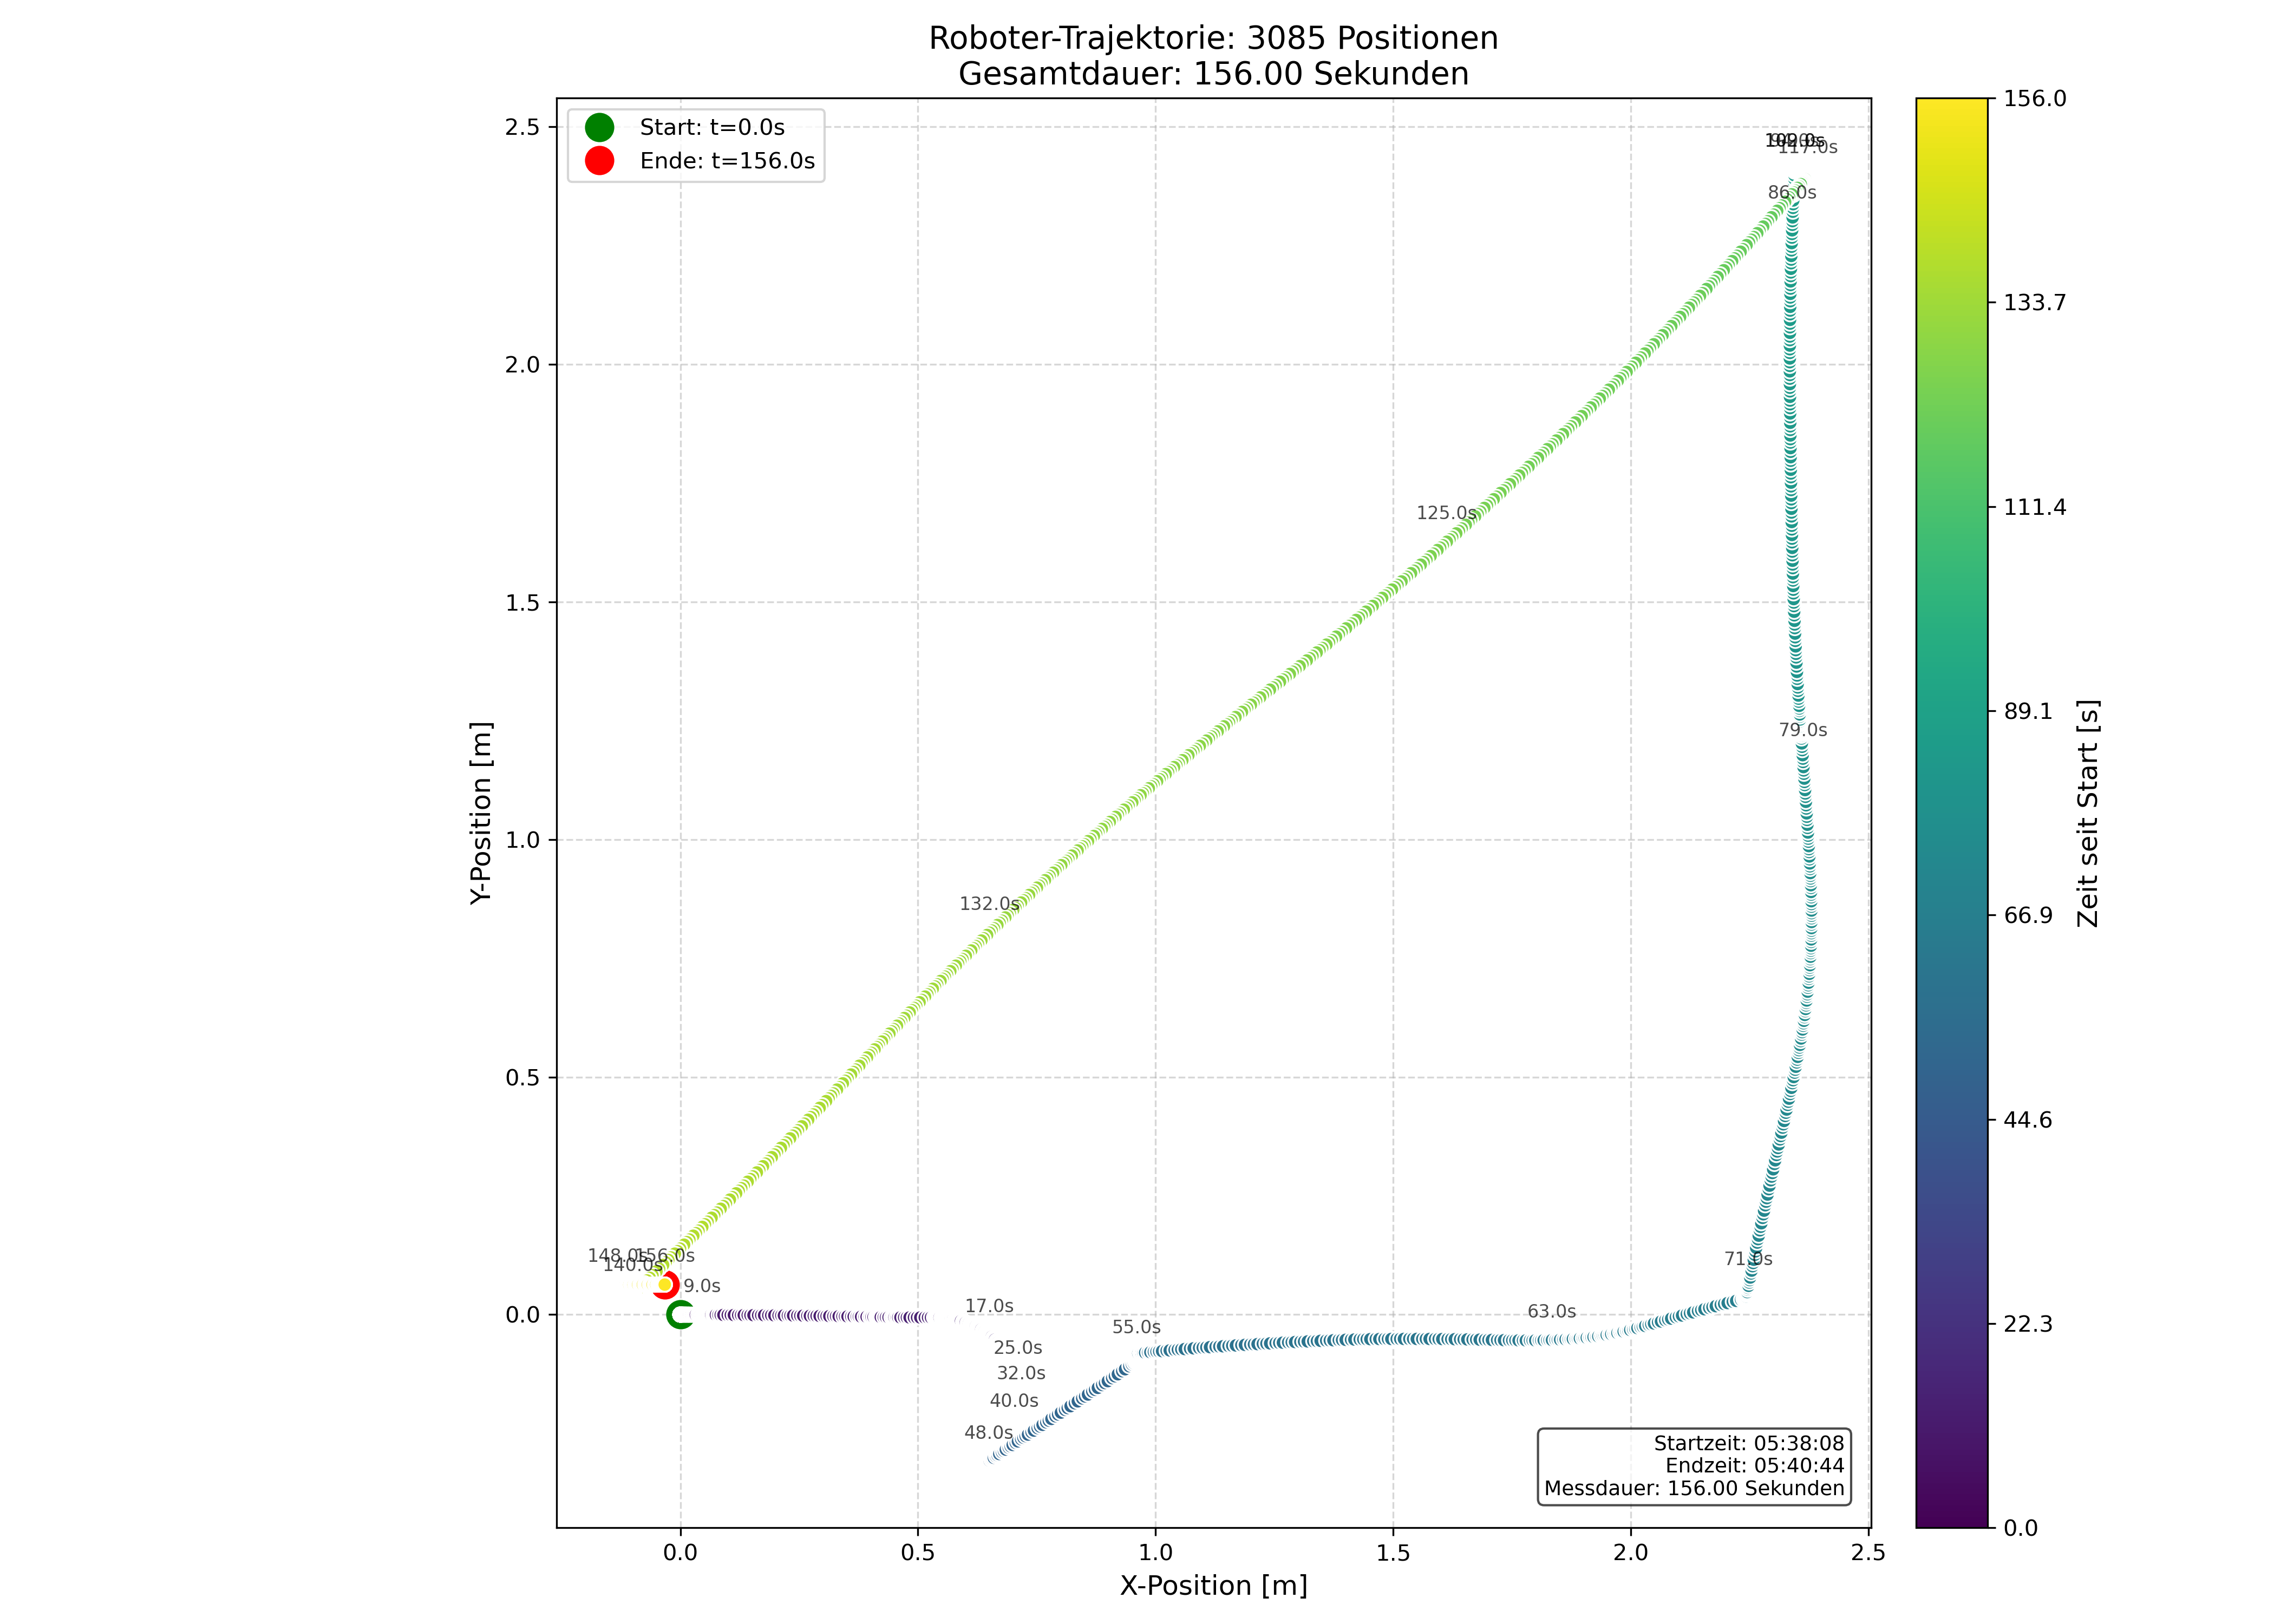 Roboter-Trajektorie: 3085 Positionen
Gesamtdauer: 156.00 Sekunden
Start: t=0.0s
Ende: t=156.0s
2.5
2.0
1.5
1.0
0.5
0.0
Y-Position [m]
117.0s
86.0s
125.0s
79.0s
132.0s
71.0s
148.0s
156.0s
140.0s
9.0s
17.0s
63.0s
55.0s
25.0s
32.0s
40.0s
48.0s
Startzeit: 05:38:08
Endzeit: 05:40:44
Messdauer: 156.00 Sekunden
0.0
0.5
1.0
1.5
2.0
2.5
X-Position [m]
156.0
133.7
111.4
89.1
66.9
44.6
22.3
0.0
Zeit seit Start [s]